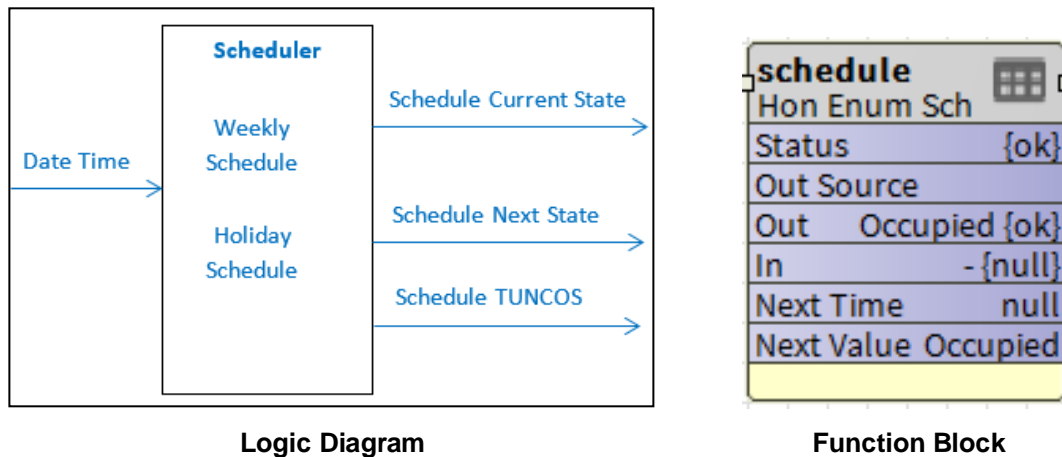 Scheduler
Weekly
Schedule
Holiday
Schedule
Date Time
Schedule Current State
Schedule Next State
Schedule TUNCOS
Logic Diagram
schedule
Hon Enum Sch
Status {ok}
Out Source
Out Occupied {ok}
In - {null}
Next Time null
Next Value Occupied
Function Block